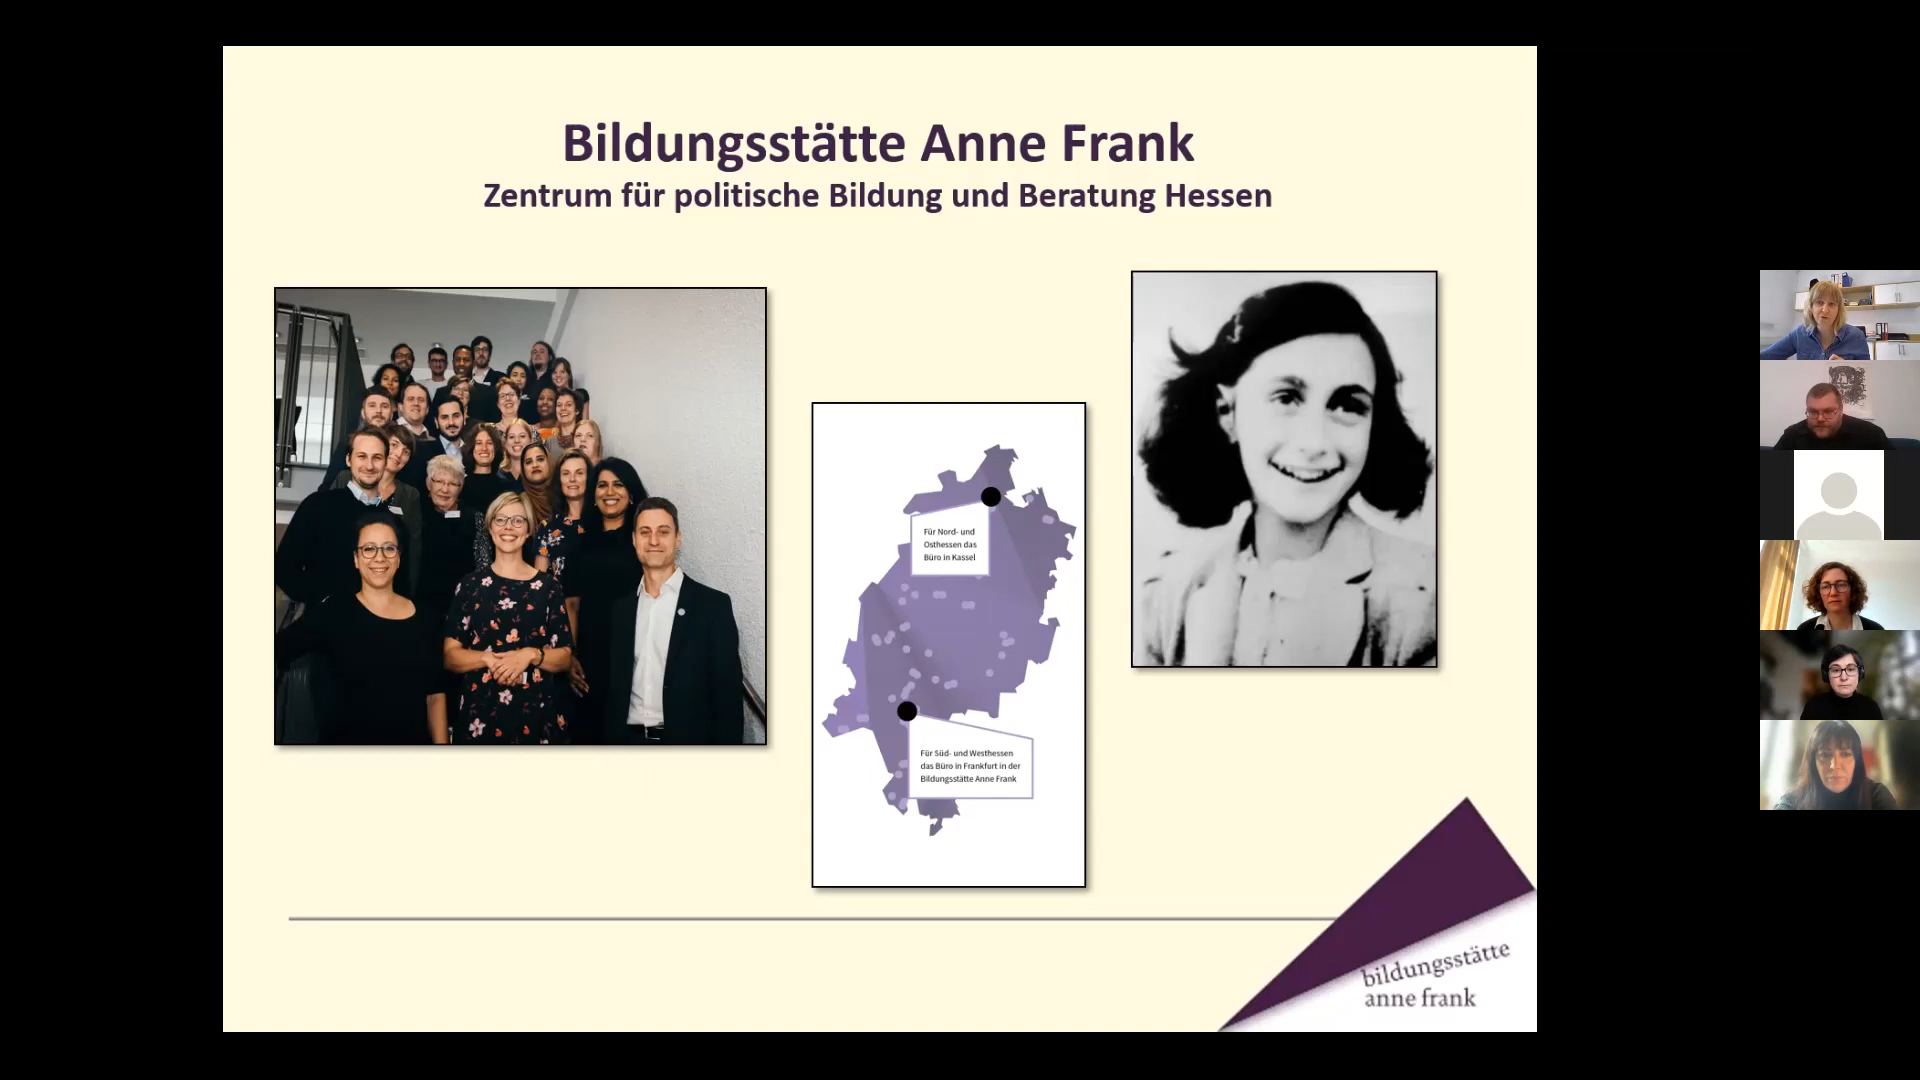 Bildungsstätte Anne Frank
Zentrum für politische Bildung und Beratung Hessen
Für Nord- und
Osthessen das
Büro in Kassel
Für Süd- und Westhessen
das Büro in Frankfurt in der
Bildungsstätte Anne Frank
bildungsstätte
anne frank